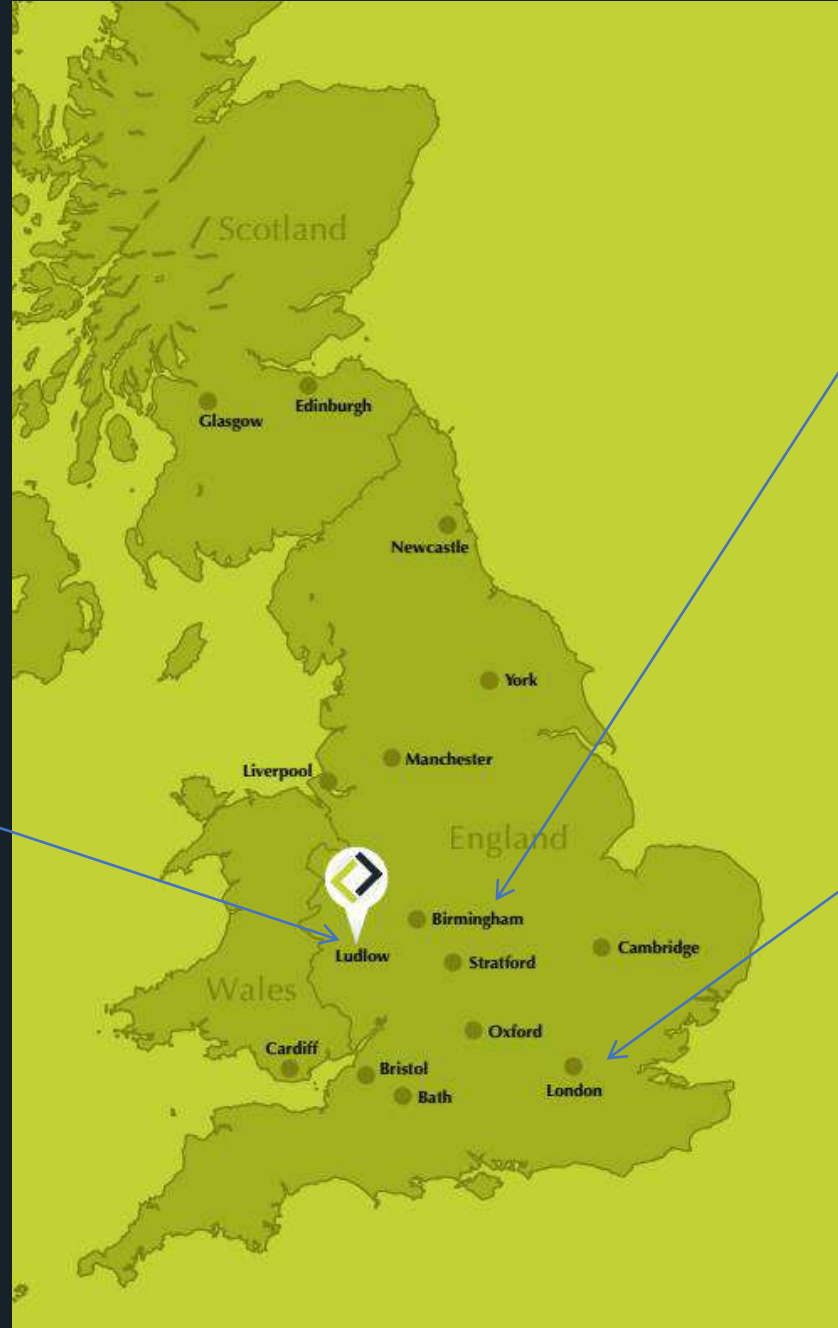 Scotland
Edinburgh
Glasgow
Newcastle
York
Manchester
Liverpool
England
Birmingham
Ludlow
Stratford
Cambridge
Wales
Oxford
Cardiff
Bristol
London
Bath